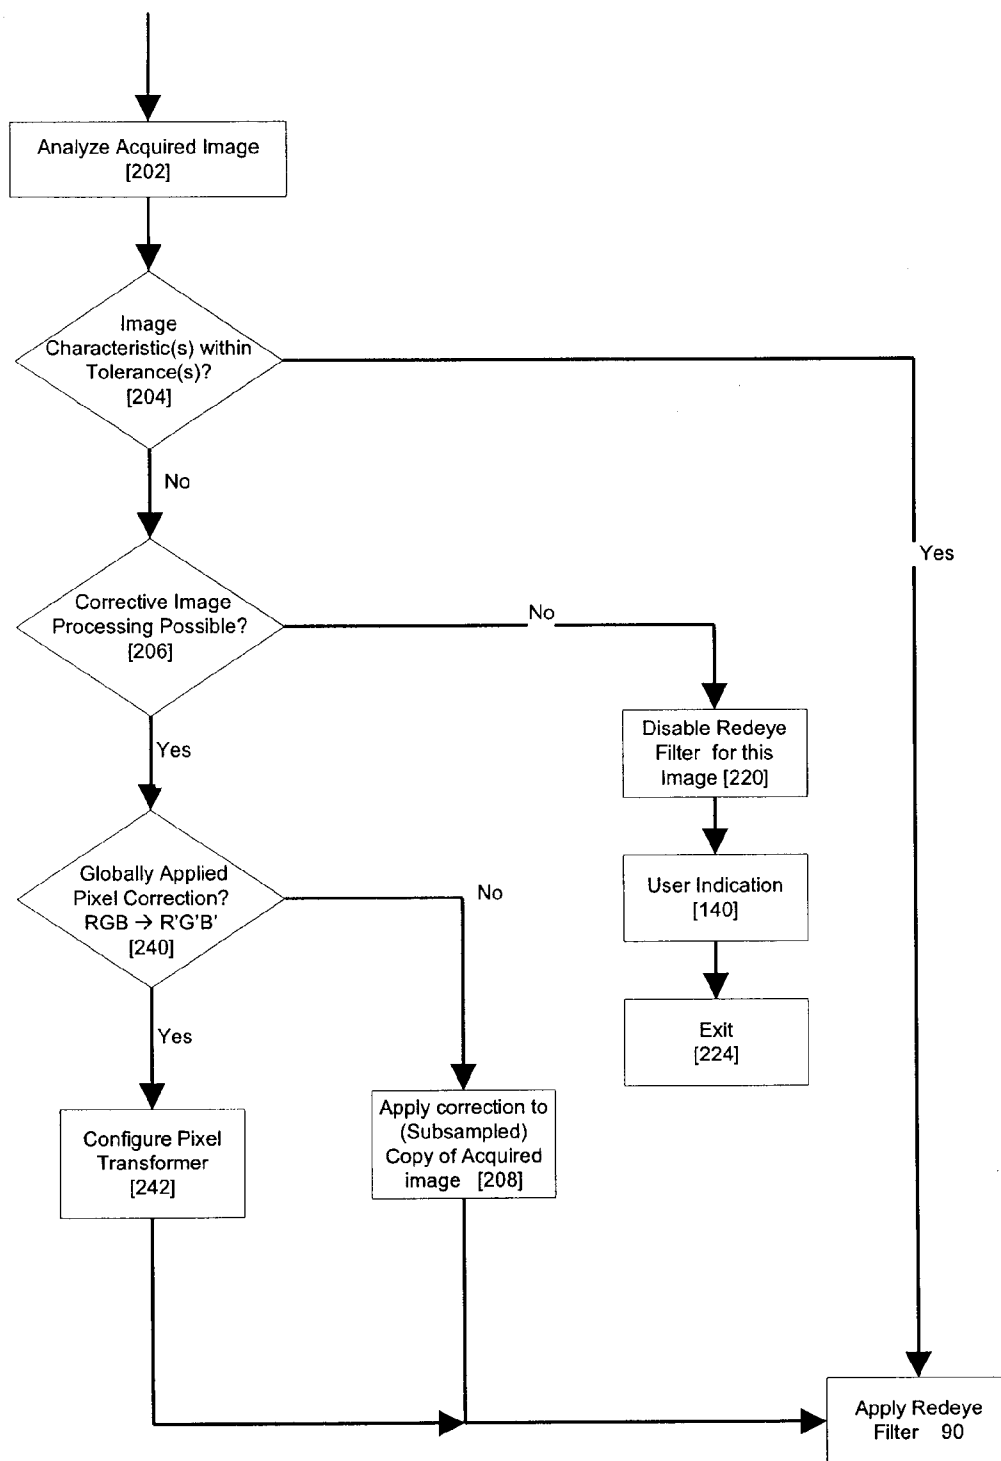 Analyze Acquired Image
[202]
Image
Characteristic(s) within
Tolerance(s)?
[204]
No
Yes
Corrective Image
Processing Possible?
[206]
No
Yes
Disable Redeye
Filter for this
Image [220]
User Indication
[140]
Exit
[224]
Globally Applied
Pixel Correction?
RGB → R'G'B'
[240]
No
Yes
Configure Pixel
Transformer
[242]
Apply correction to
(Subsampled)
Copy of Acquired
image [208]
Apply Redeye
Filter 90